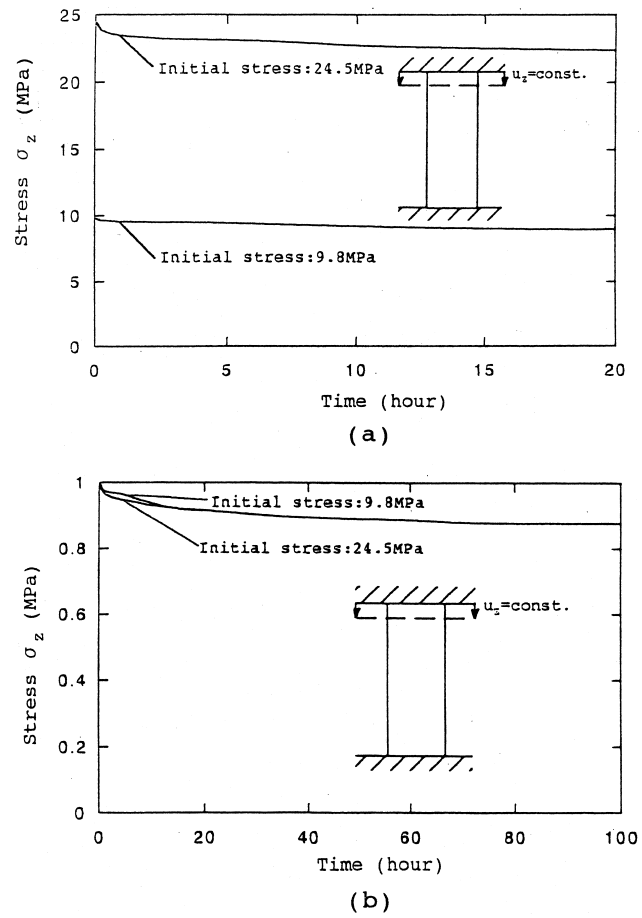 25
20
15
10
5
0
Stress σz (MPa)
Initial stress:24.5MPa
uz=const.
Initial stress:9.8MPa
0
5
10
15
20
Time (hour)
(a)
1
0.8
0.6
0.4
0.2
0
Stress σz (MPa)
Initial stress:9.8MPa
Initial stress:24.5MPa
uz=const.
0
20
40
60
80
100
Time (hour)
(b)